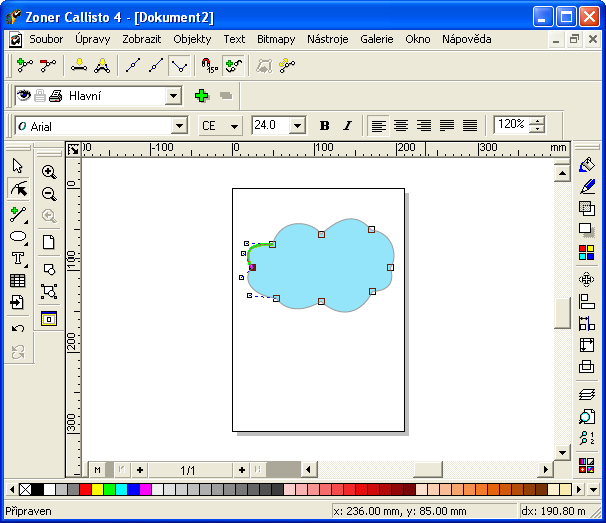 Zoner Callisto 4 - [Dokument2]
Soubor Úpravy Zobrazit Objekty Text Bitmapy Nástroje Galerie Okno Nápověda
Hlavní
O Arial CE 24.0 B I 120%
-100 0 100 200 300 mm
0
100
200
300
M 1/1
Připraven x: 236.00 mm, y: 85.00 mm dx: 190.80 m